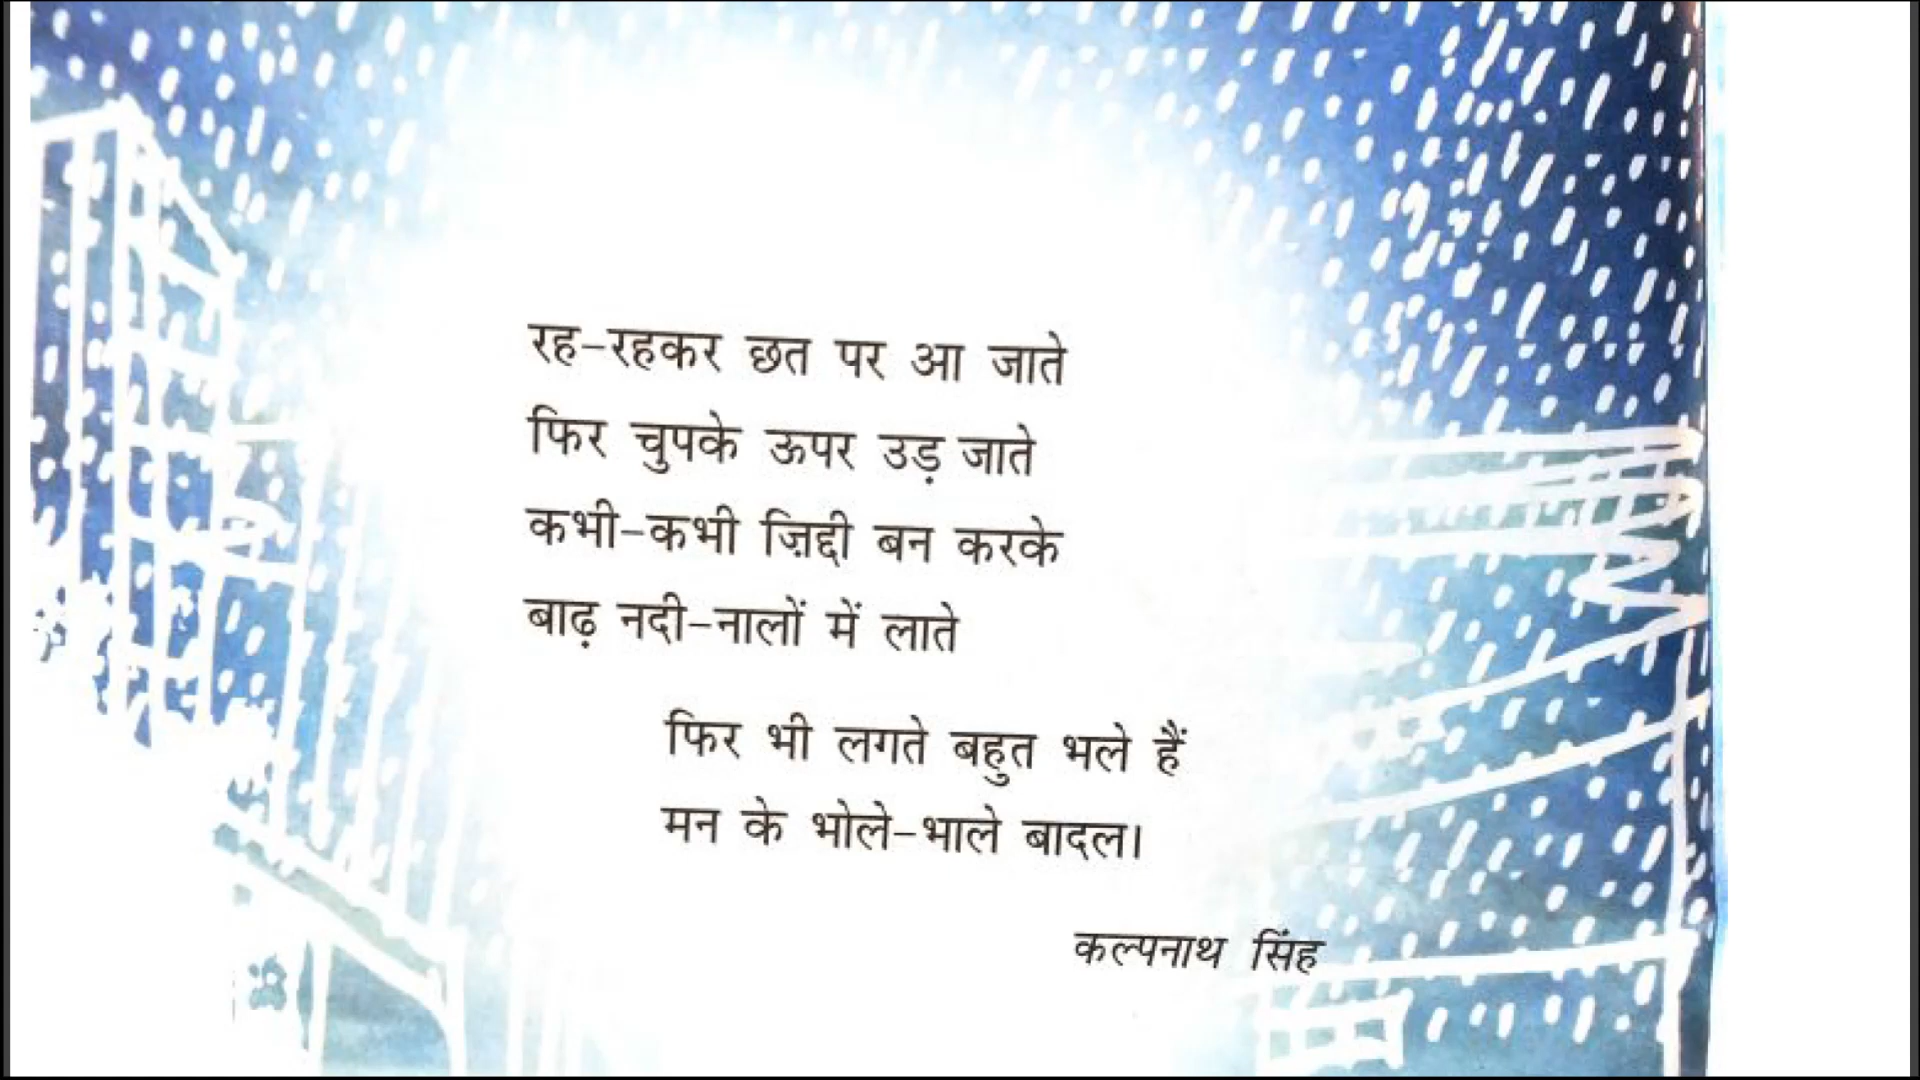 रह-रहकर छत पर आ जाते
फिर चुपके ऊपर उड़ जाते
कभी-कभी ज़िद्दी बन करके
बाढ़ नदी-नालों में लाते
फिर भी लगते बहुत भले हैं
मन के भोले-भाले बादल।
कल्पनाथ सिंह